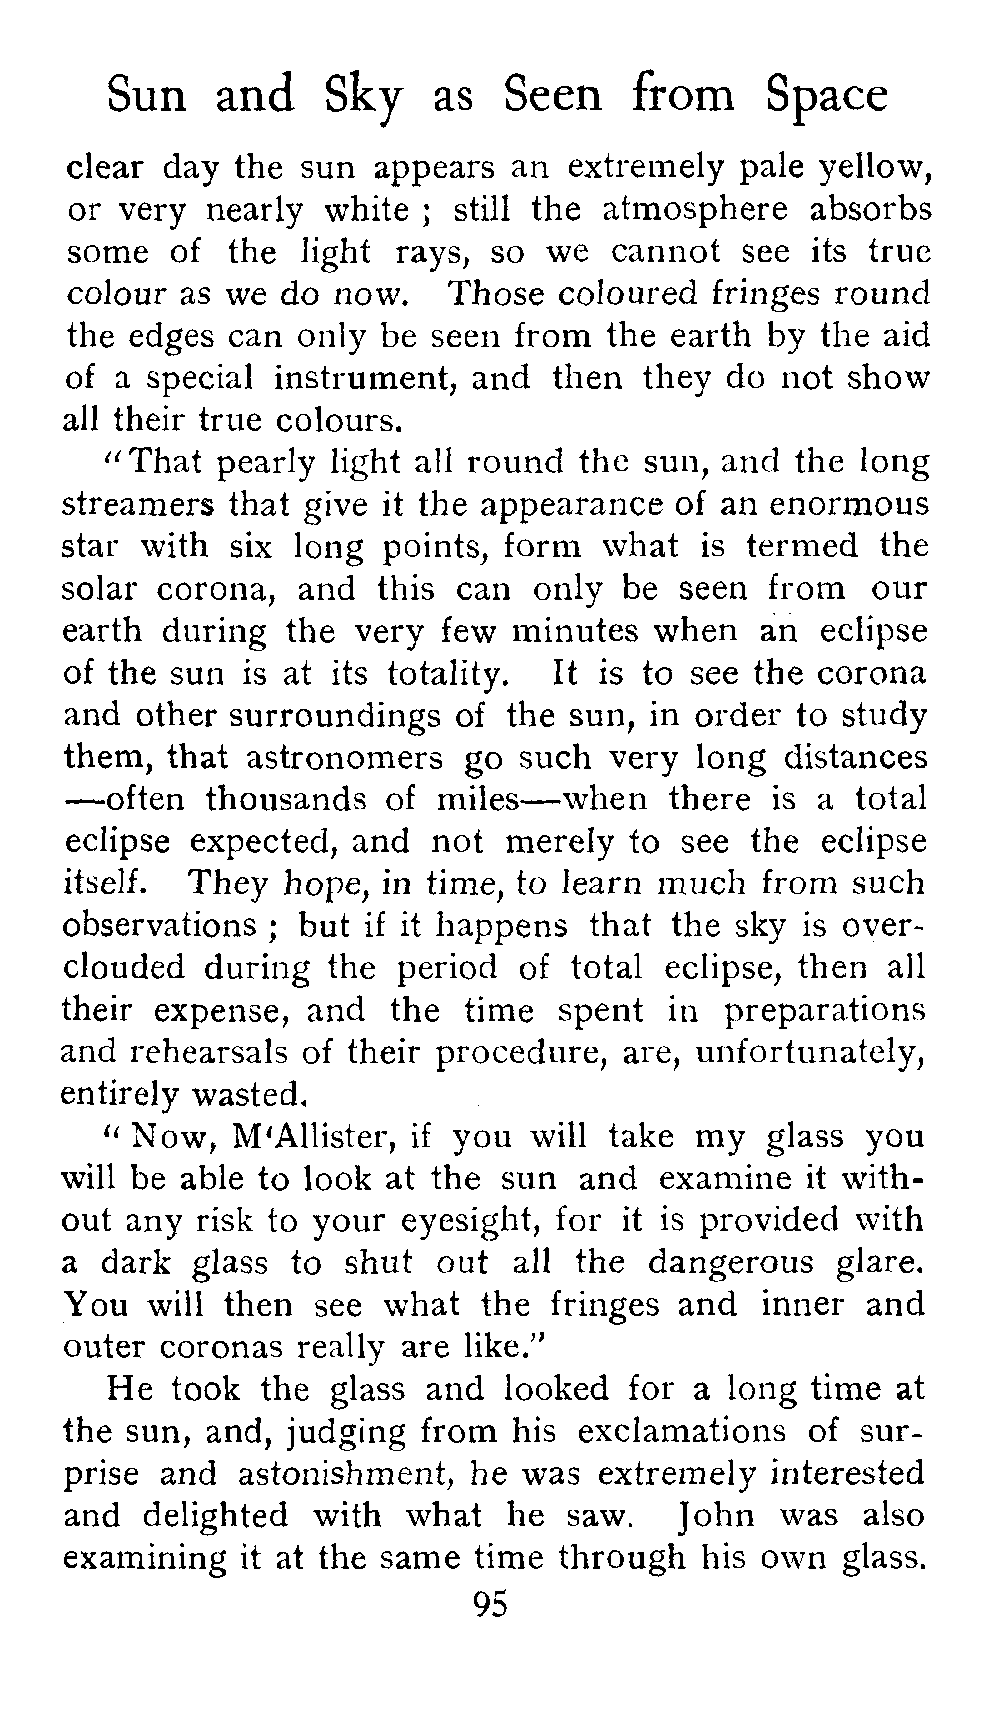 Sun and Sky as Seen from Space
clear day the sun appears an extremely pale yellow,
or very nearly white ; still the atmosphere absorbs
some of the light rays, so we cannot see its true
colour as we do now. Those coloured fringes round
the edges can only be seen from the earth by the aid
of a special instrument, and then they do not show
all their true colours.
"That pearly light all round the sun, and the long
streamers that give it the appearance of an enormous
star with six long points, form what is termed the
solar corona, and this can only be seen from our
earth during the very few minutes when an eclipse
of the sun is at its totality. It is to see the corona
and other surroundings of the sun, in order to study
them, that astronomers go such very long distances
—often thousands of miles—when there is a total
eclipse expected, and not merely to see the eclipse
itself. They hope, in time, to learn much from such
observations ; but if it happens that the sky is over-
clouded during the period of total eclipse, then all
their expense, and the time spent in preparations
and rehearsals of their procedure, are, unfortunately,
entirely wasted.
" Now, M‘Allister, if you will take my glass you
will be able to look at the sun and examine it with-
out any risk to your eyesight, for it is provided with
a dark glass to shut out all the dangerous glare.
You will then see what the fringes and inner and
outer coronas really are like."
He took the glass and looked for a long time at
the sun, and, judging from his exclamations of sur-
prise and astonishment, he was extremely interested
and delighted with what he saw. John was also
examining it at the same time through his own glass.
95